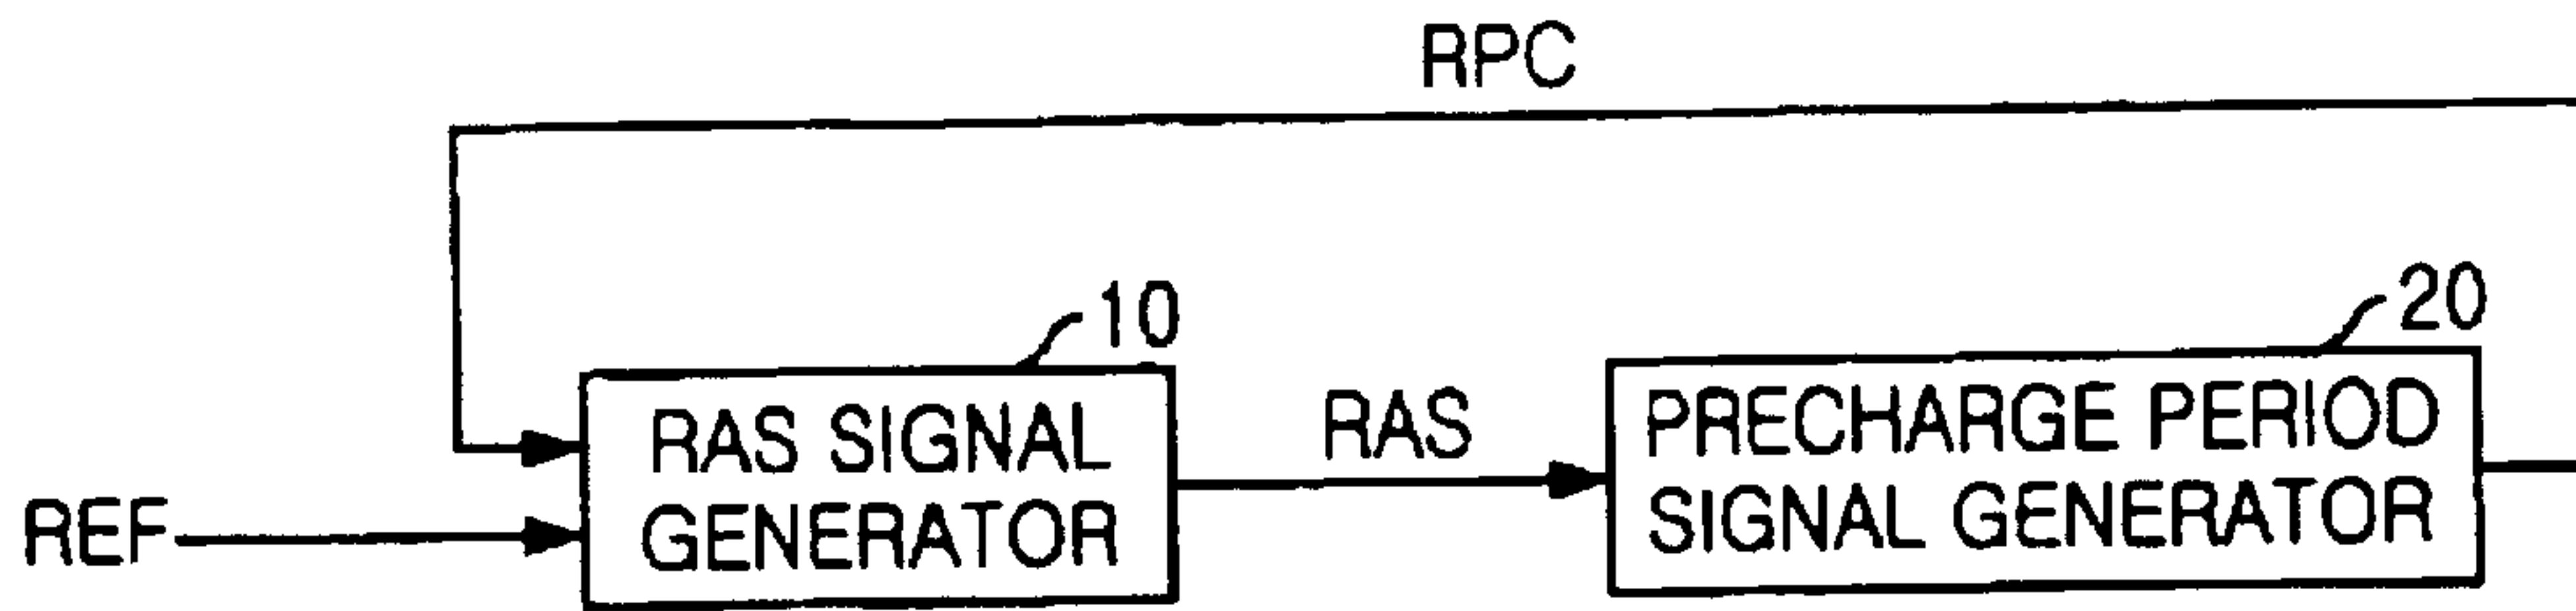 RPC
10
20
RAS SIGNAL
GENERATOR
RAS
PRECHARGE PERIOD
SIGNAL GENERATOR
REF